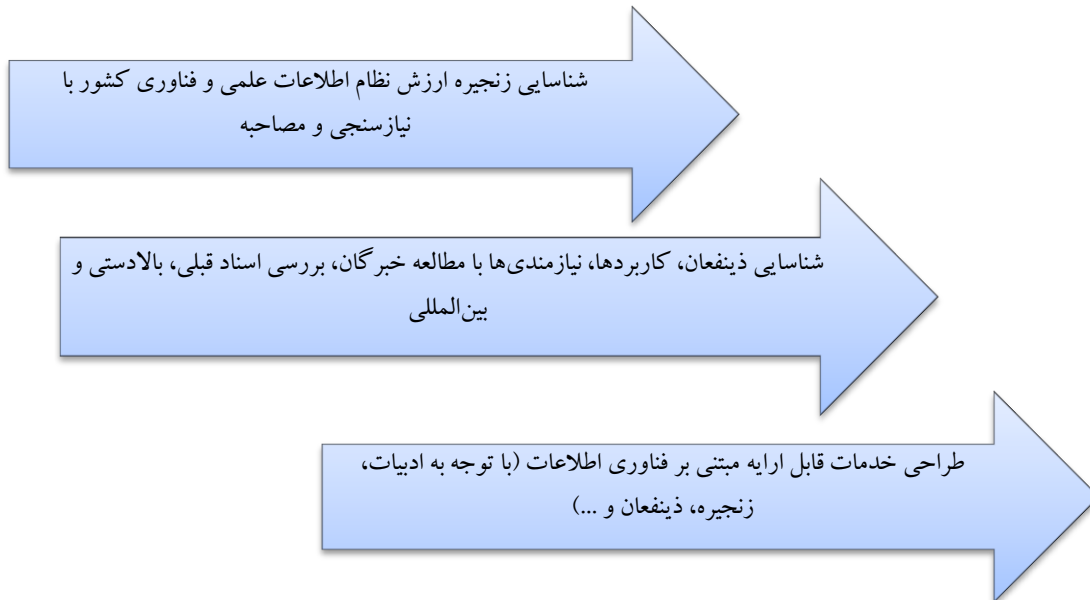 شناسایی زنجیره ارزش نظام اطلاعات علمی و فناوری کشور با
نیازسنجی و مصاحبه
شناسایی ذینفعان، کاربردها، نیازمندی‌ها با مطالعه خبرگان، بررسی اسناد قبلی، بالادستی و
بین‌المللی
طراحی خدمات قابل ارایه مبتنی بر فناوری اطلاعات (با توجه به ادبیات،
زنجیره، ذینفعان و ...)